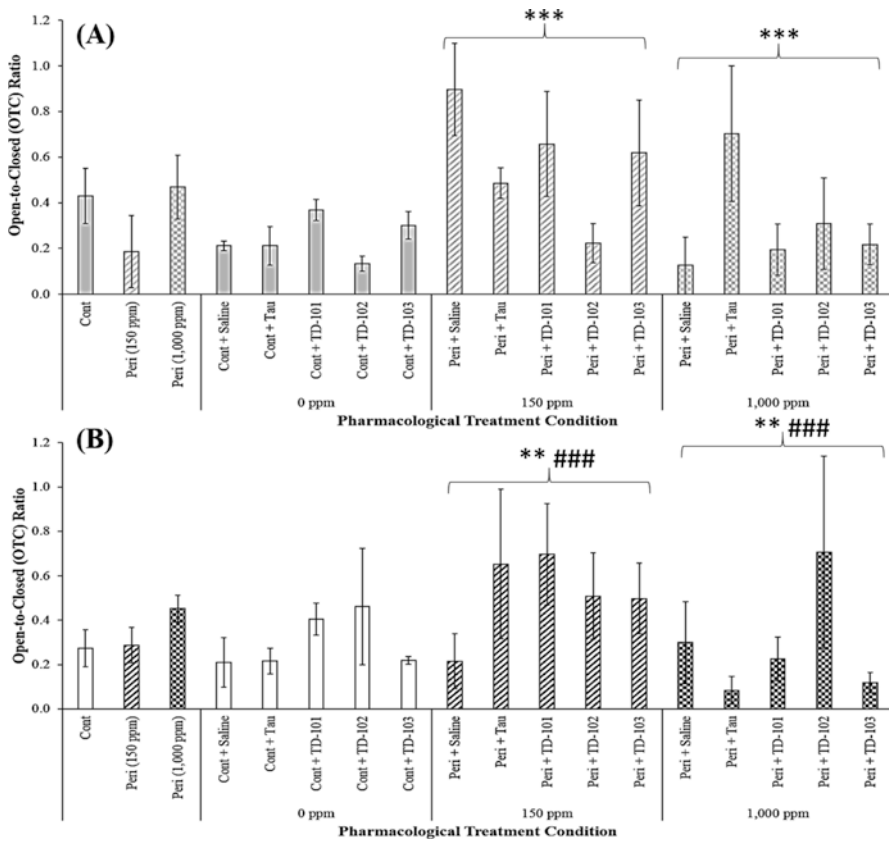 (A)
***
***
Open-to-Closed (OTC) Ratio
1.2
1.0
0.8
0.6
0.4
0.2
0.0
Cont
Peri (150 ppm)
Peri (1,000 ppm)
Cont + Saline
Cont + Tau
Cont + TD-101
Cont + TD-102
Cont + TD-103
Peri + Saline
Peri + Tau
Peri + TD-101
Peri + TD-102
Peri + TD-103
Peri + Saline
Peri + Tau
Peri + TD-101
Peri + TD-102
Peri + TD-103
0 ppm
150 ppm
1,000 ppm
Pharmacological Treatment Condition
(B)
** ###
** ###
Open-to-Closed (OTC) Ratio
1.2
1.0
0.8
0.6
0.4
0.2
0.0
Cont
Peri (150 ppm)
Peri (1,000 ppm)
Cont + Saline
Cont + Tau
Cont + TD-101
Cont + TD-102
Cont + TD-103
Peri + Saline
Peri + Tau
Peri + TD-101
Peri + TD-102
Peri + TD-103
Peri + Saline
Peri + Tau
Peri + TD-101
Peri + TD-102
Peri + TD-103
0 ppm
150 ppm
1,000 ppm
Pharmacological Treatment Condition